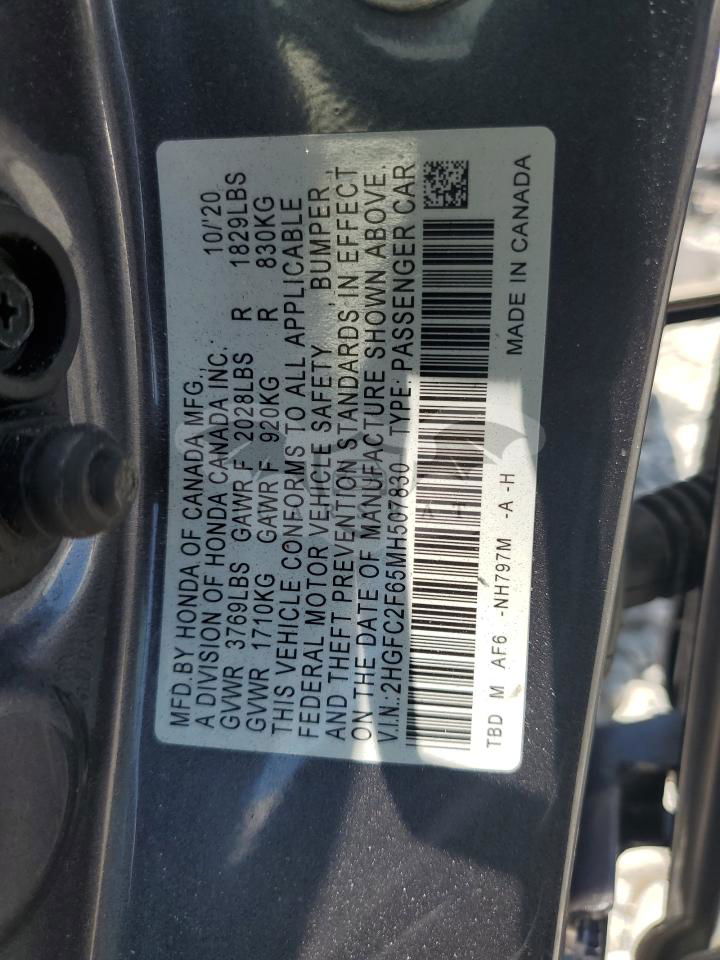 MFD.BY HONDA OF CANADA MFG., 10/'20
A DIVISION OF HONDA CANADA INC.
GVWR 3769LBS GAWR F 2028LBS R 1829LBS
GVWR 1710KG GAWR F 920KG R 830KG
THIS VEHICLE CONFORMS TO ALL APPLICABLE
FEDERAL MOTOR VEHICLE SAFETY, BUMPER,
AND THEFT PREVENTION STANDARDS IN EFFECT
ON THE DATE OF MANUFACTURE SHOWN ABOVE.
V.I.N.:2HGFC2F65MH507830 TYPE: PASSENGER CAR
TBD M AF6 -NH797M -A -H MADE IN CANADA